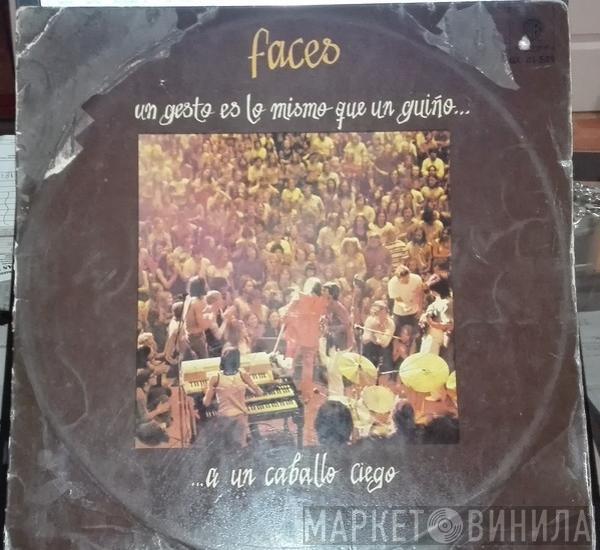 faces
un gesto es lo mismo que un guiño...
...a un caballo ciego
МАРКЕТ ВИНИЛА